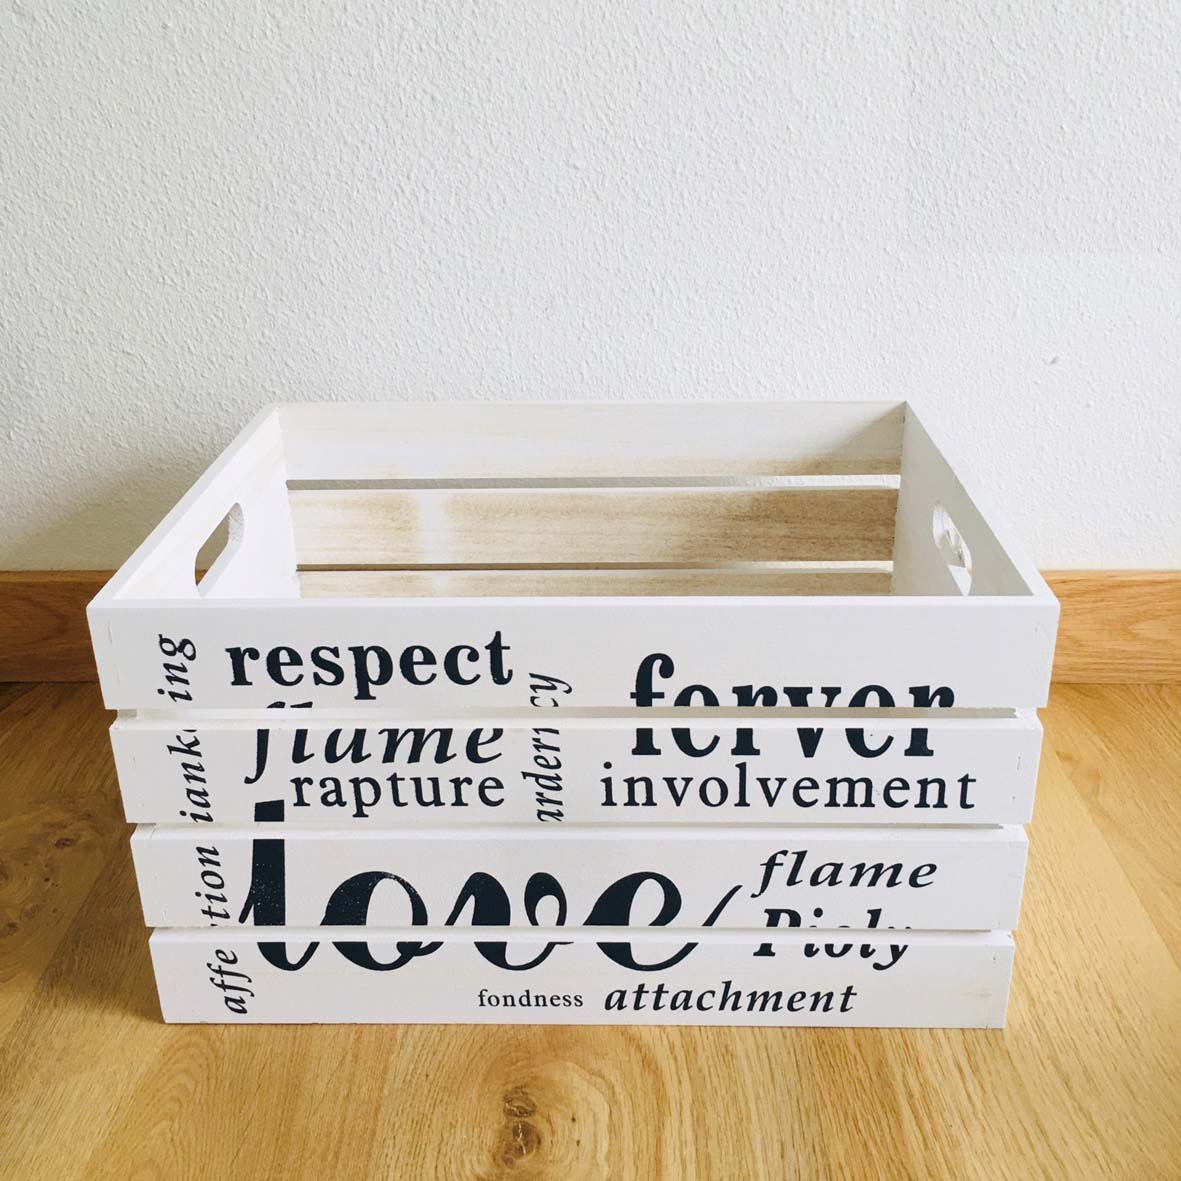 respect
flame
rapture
ferver
involvement
love
flame
Pioly
fondness
attachment